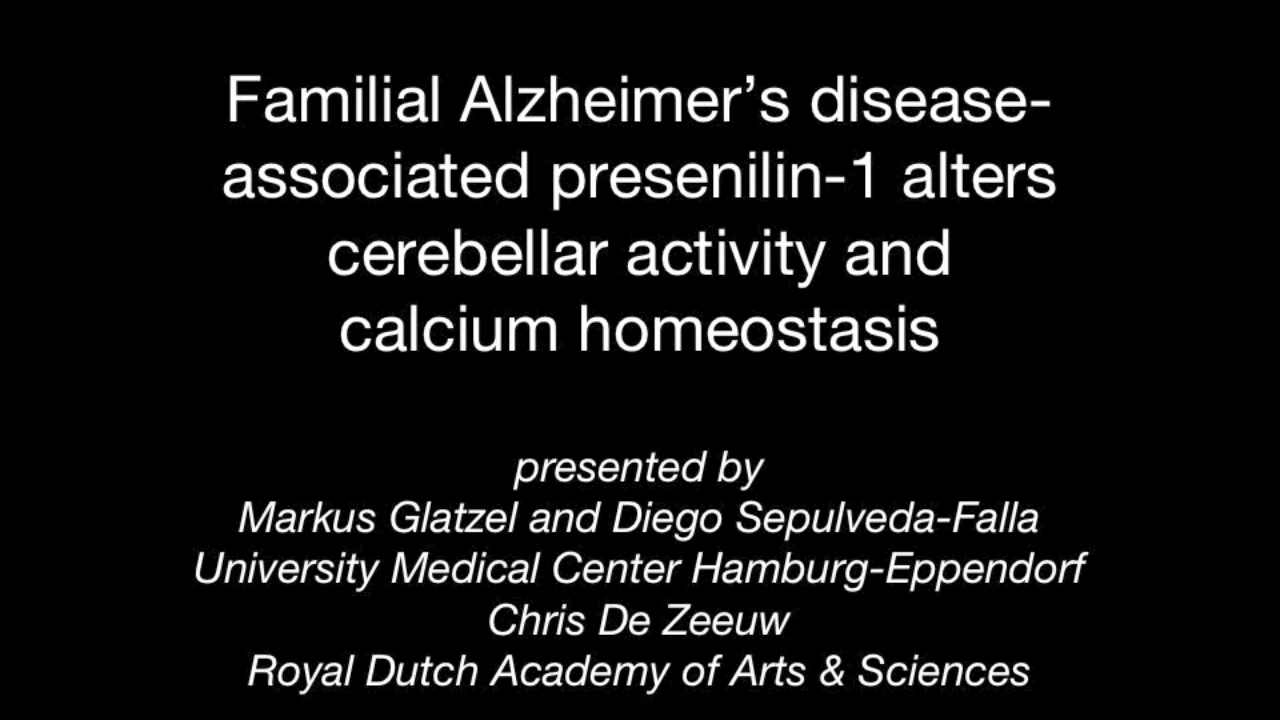 Familial Alzheimer’s disease-
associated presenilin-1 alters
cerebellar activity and
calcium homeostasis
presented by
Markus Glatzel and Diego Sepulveda-Falla
University Medical Center Hamburg-Eppendorf
Chris De Zeeuw
Royal Dutch Academy of Arts & Sciences